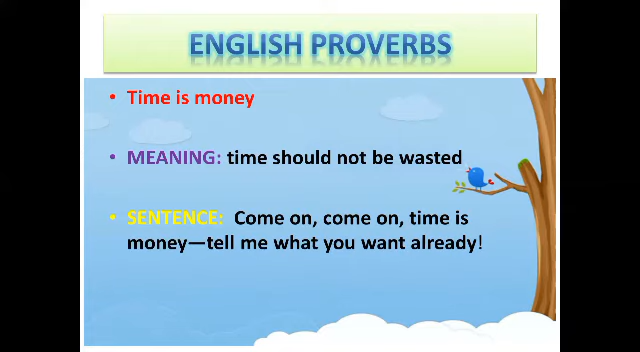 ENGLISH PROVERBS
• Time is money
• MEANING: time should not be wasted
• SENTENCE: Come on, come on, time is
money—tell me what you want already!